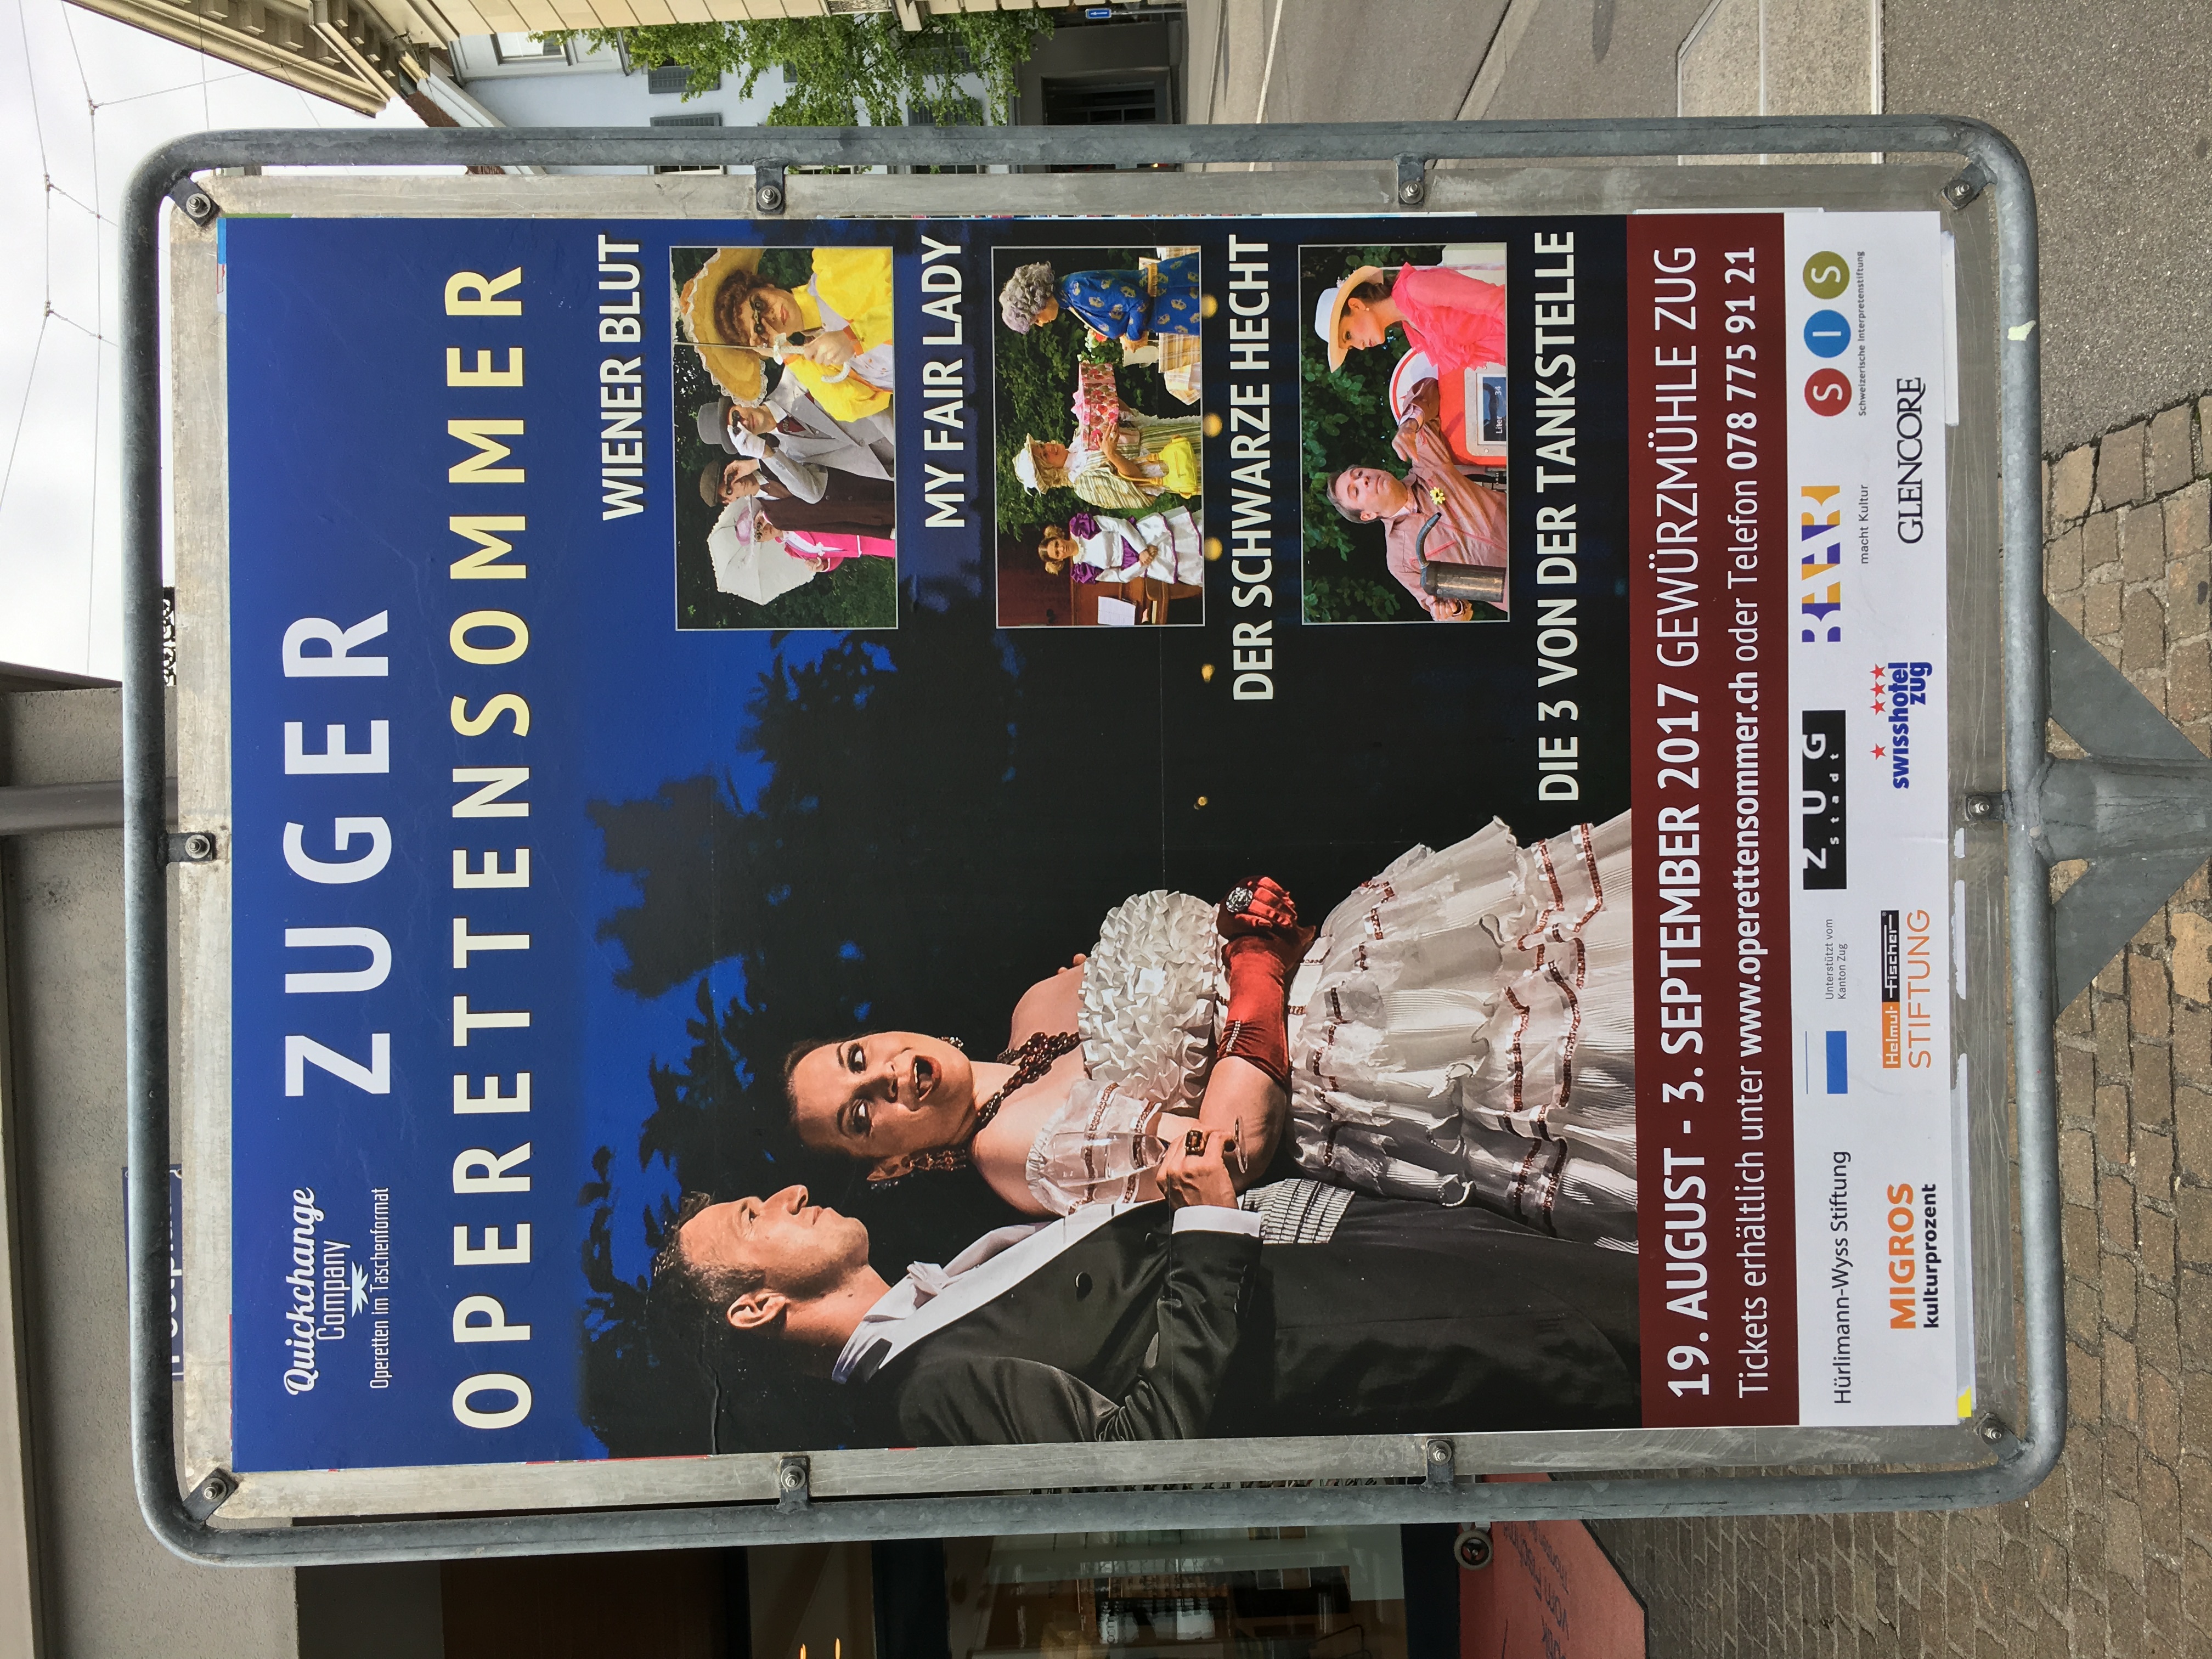 Quickchange
Company
Operetten im Taschenformat
ZUGER
OPERETTENSOMMER
WIENER BLUT
MY FAIR LADY
DER SCHWARZE HECHT
Liter 34
DIE 3 VON DER TANKSTELLE
19. AUGUST - 3. SEPTEMBER 2017 GEWÜRZMÜHLE ZUG
Tickets erhältlich unter www.operettensommer.ch oder Telefon 078 775 91 21
Hürlimann-Wyss Stiftung
Unterstützt vom
Kanton Zug
ZUG
Stadt
BAAR
macht Kultur
SIS
Schweizerische Interpretenstiftung
MIGROS
kulturprozent
Helmut Fischer
STIFTUNG
swisshotel
zug
GLENCORE